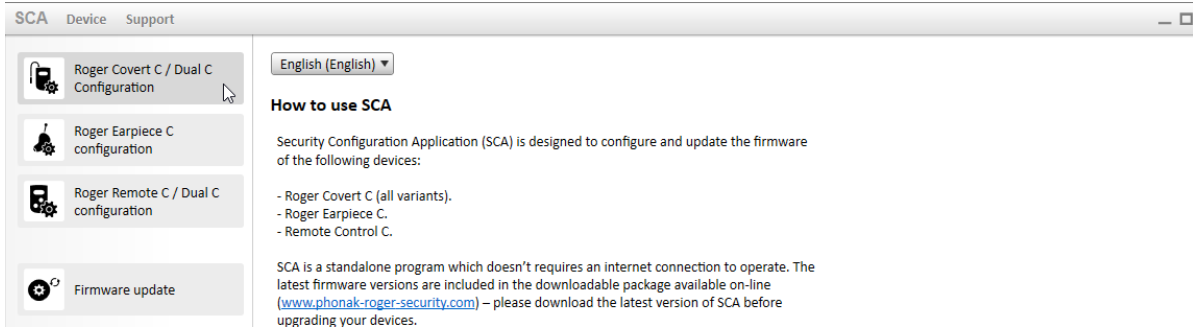 SCA Device Support
Roger Covert C / Dual C
Configuration
Roger Earpiece C
configuration
Roger Remote C / Dual C
configuration
Firmware update
English (English)
How to use SCA
Security Configuration Application (SCA) is designed to configure and update the firmware
of the following devices:
- Roger Covert C (all variants).
- Roger Earpiece C.
- Remote Control C.
SCA is a standalone program which doesn't requires an internet connection to operate. The
latest firmware versions are included in the downloadable package available on-line
(www.phonak-roger-security.com) – please download the latest version of SCA before
upgrading your devices.